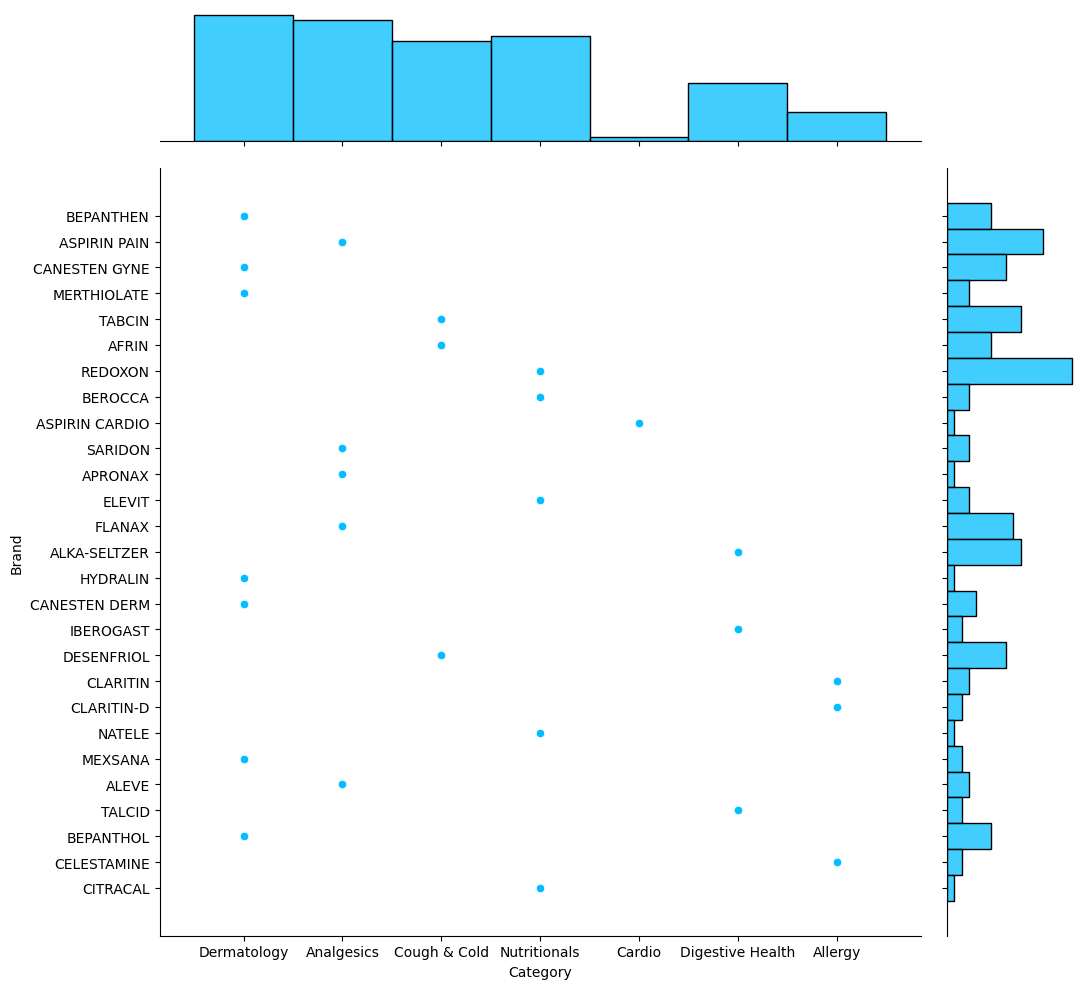 BEPANTHEN
ASPIRIN PAIN
CANESTEN GYNE
MERTHIOLATE
TABCIN
AFRIN
REDOXON
BEROCCA
ASPIRIN CARDIO
SARIDON
APRONAX
ELEVIT
FLANAX
ALKA-SELTZER
HYDRALIN
CANESTEN DERM
IBEROGAST
DESENFRIOL
CLARITIN
CLARITIN-D
NATELE
MEXSANA
ALEVE
TALCID
BEPANTHOL
CELESTAMINE
CITRACAL
Brand
Dermatology Analgesics Cough & Cold Nutritionals Cardio Digestive Health Allergy
Category